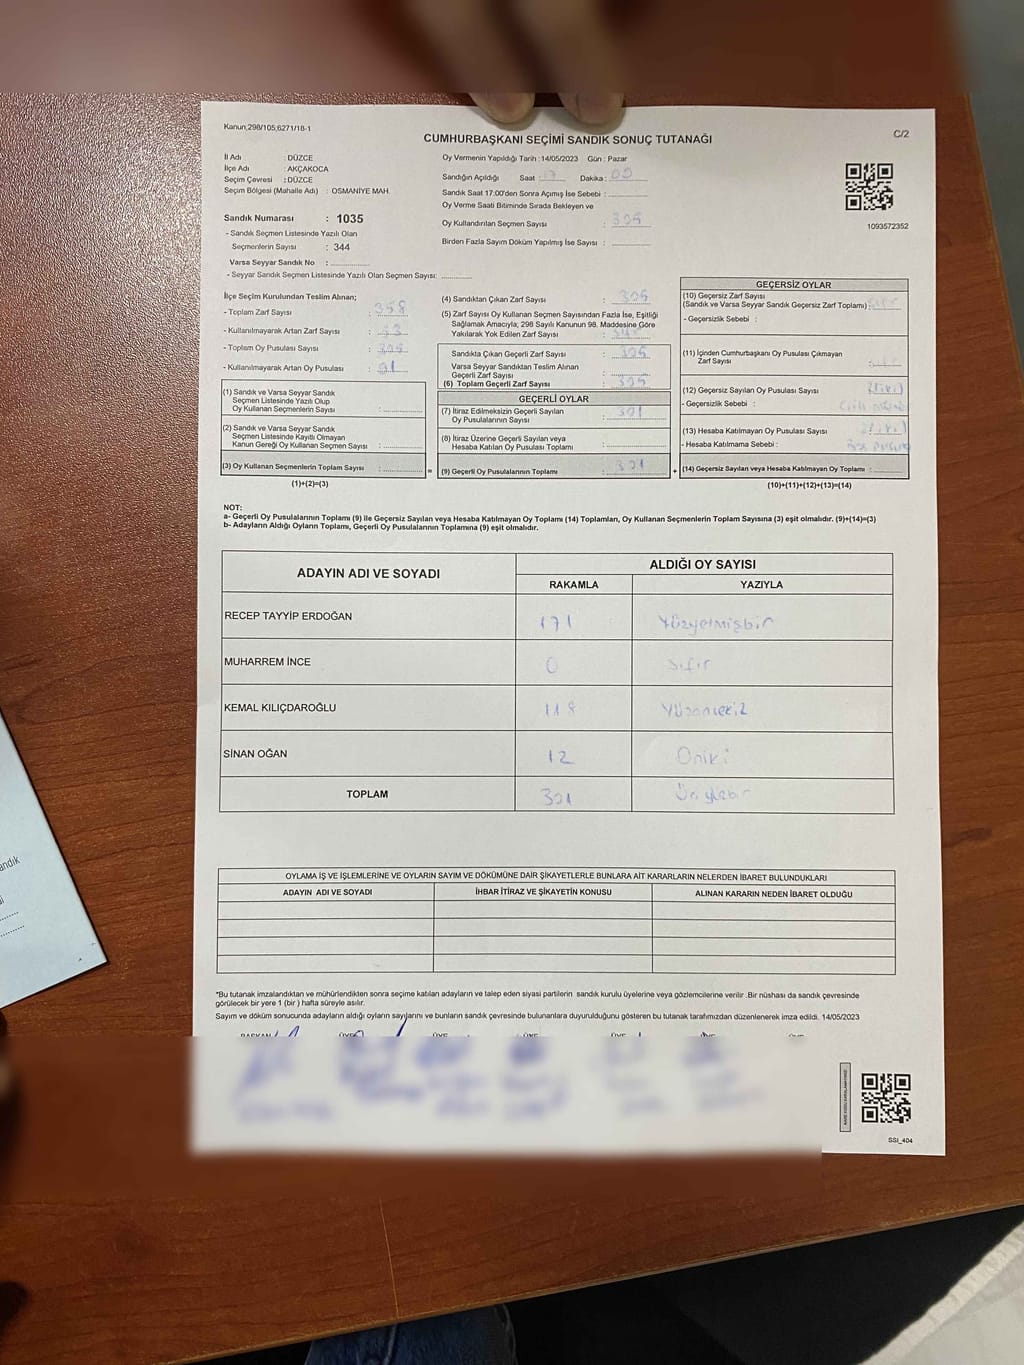 Kanun;298/105;6271/18-1
C/2
CUMHURBAŞKANI SEÇİMİ SANDIK SONUÇ TUTANAĞI
İl Adı : DÜZCE
İlçe Adı : AKÇAKOCA
Seçim Çevresi : DÜZCE
Seçim Bölgesi (Mahalle Adı) : OSMANİYE MAH.
Sandık Numarası : 1035
- Sandık Seçmen Listesinde Yazılı Olan
Seçmenlerin Sayısı : 344
Varsa Seyyar Sandık No : ............
- Seyyar Sandık Seçmen Listesinde Yazılı Olan Seçmen Sayısı: ............
Oy Vermenin Yapıldığı Tarih : 14/05/2023 Gün : Pazar
Sandığın Açıldığı Saat : 17 Dakika : 00
Sandık Saat 17:00'den Sonra Açımış İse Sebebi : ............
Oy Verme Saati Bitiminde Sırada Bekleyen ve
Oy Kullandırılan Seçmen Sayısı : 305
Birden Fazla Sayım Döküm Yapılmış İse Sayısı : ............
1093572352
İlçe Seçim Kurulundan Teslim Alınan;
- Toplam Zarf Sayısı : 358
- Kullanılmayarak Artan Zarf Sayısı :
- Toplam Oy Pusulası Sayısı :
- Kullanılmayarak Artan Oy Pusulası :
(1) Sandık ve Varsa Seyyar Sandık
Seçmen Listesinde Yazılı Olup
Oy Kullanan Seçmenlerin Sayısı : ............
(2) Sandık ve Varsa Seyyar Sandık
Seçmen Listesinde Kayıtlı Olmayan
Kanun Gereği Oy Kullanan Seçmen Sayısı : ............
(3) Oy Kullanan Seçmenlerin Toplam Sayısı : ............
(1)+(2)=(3)
(4) Sandıktan Çıkan Zarf Sayısı : 305
(5) Zarf Sayısı Oy Kullanan Seçmen Sayısından Fazla İse, Eşitliği
Sağlamak Amacıyla; 298 Sayılı Kanunun 98. Maddesine Göre
Yakılarak Yok Edilen Zarf Sayısı :
Sandıkta Çıkan Geçerli Zarf Sayısı : 305
Varsa Seyyar Sandıktan Teslim Alınan
Geçerli Zarf Sayısı : ............
(6) Toplam Geçerli Zarf Sayısı : 305
GEÇERLİ OYLAR
(7) İtiraz Edilmeksizin Geçerli Sayılan
Oy Pusulalarının Sayısı : 301
(8) İtiraz Üzerine Geçerli Sayılan veya
Hesaba Katılan Oy Pusulası Toplamı : ............
= (9) Geçerli Oy Pusulalarının Toplamı : 301 +
GEÇERSİZ OYLAR
(10) Geçersiz Zarf Sayısı
(Sandık ve Varsa Seyyar Sandık Geçersiz Zarf Toplamı) : sıfır
- Geçersizlik Sebebi :
(11) İçinden Cumhurbaşkanı Oy Pusulası Çıkmayan
Zarf Sayısı : sıfır
(12) Geçersiz Sayılan Oy Pusulası Sayısı 2(iki)
- Geçersizlik Sebebi :
(13) Hesaba Katılmayan Oy Pusulası Sayısı 2(iki)
- Hesaba Katılmama Sebebi :
(14) Geçersiz Sayılan veya Hesaba Katılmayan Oy Toplamı : ............
(10)+(11)+(12)+(13)=(14)
NOT:
a- Geçerli Oy Pusulalarının Toplamı (9) ile Geçersiz Sayılan veya Hesaba Katılmayan Oy Toplamı (14) Toplamları, Oy Kullanan Seçmenlerin Toplam Sayısına (3) eşit olmalıdır. (9)+(14)=(3)
b- Adayların Aldığı Oyların Toplamı, Geçerli Oy Pusulalarının Toplamına (9) eşit olmalıdır.
ADAYIN ADI VE SOYADI
ALDIĞI OY SAYISI
RAKAMLA YAZIYLA
RECEP TAYYİP ERDOĞAN 171 Yüzyetmişbir
MUHARREM İNCE 0 sıfır
KEMAL KILIÇDAROĞLU 118 Yüzonsekiz
SİNAN OĞAN 12 Oniki
TOPLAM 301 Üçyüzbir
OYLAMA İŞ VE İŞLEMLERİNE VE OYLARIN SAYIM VE DÖKÜMÜNE DAİR ŞİKAYETLERLE BUNLARA AİT KARARLARIN NELERDEN İBARET BULUNDUKLARI
ADAYIN ADI VE SOYADI İHBAR İTİRAZ VE ŞİKAYETİN KONUSU ALINAN KARARIN NEDEN İBARET OLDUĞU
*Bu tutanak imzalandıktan ve mühürlendikten sonra seçime katılan adayların ve talep eden siyasi partilerin sandık kurulu üyelerine veya gözlemcilerine verilir .Bir nüshası da sandık çevresinde
görülecek bir yere 1 (bir ) hafta süreyle asılır.
Sayım ve döküm sonucunda adayların aldığı oyların sayılarını ve bunların sandık çevresinde bulunanlara duyurulduğunu gösteren bu tutanak tarafımızdan düzenlenerek imza edildi. 14/05/2023
SSI_404
andık